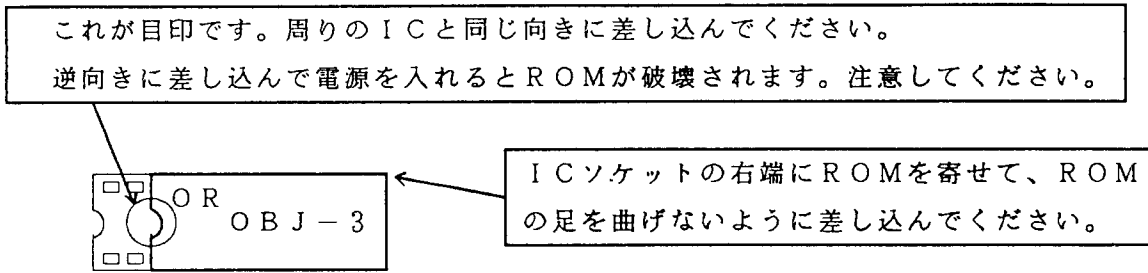 これが目印です。周りのＩＣと同じ向きに差し込んでください。
逆向きに差し込んで電源を入れるとＲＯＭが破壊されます。注意してください。
ＯＲ
ＯＢＪ－３
ＩＣソケットの右端にＲＯＭを寄せて、ＲＯＭ
の足を曲げないように差し込んでください。